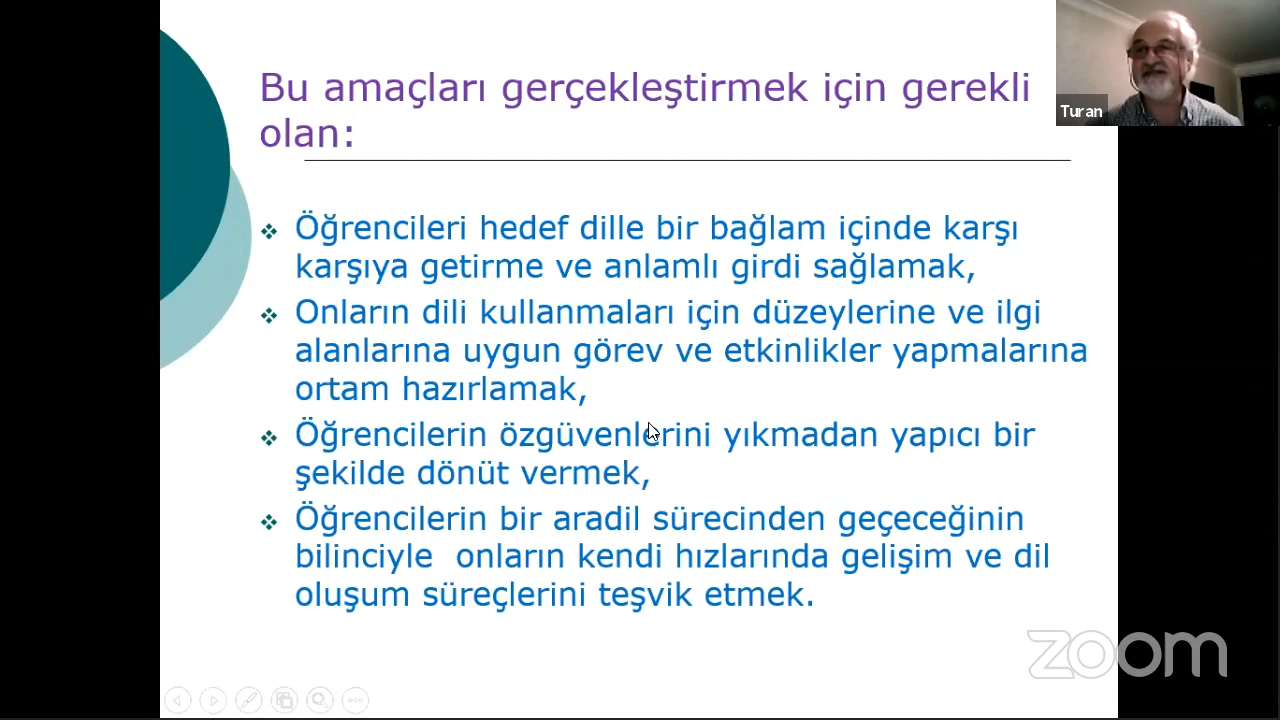 Bu amaçları gerçekleştirmek için gerekli
olan:
Turan
Öğrencileri hedef dille bir bağlam içinde karşı
karşıya getirme ve anlamlı girdi sağlamak,
Onların dili kullanmaları için düzeylerine ve ilgi
alanlarına uygun görev ve etkinlikler yapmalarına
ortam hazırlamak,
Öğrencilerin özgüvenlerini yıkmadan yapıcı bir
şekilde dönüt vermek,
Öğrencilerin bir aradil sürecinden geçeceğinin
bilinciyle  onların kendi hızlarında gelişim ve dil
oluşum süreçlerini teşvik etmek.
zoom